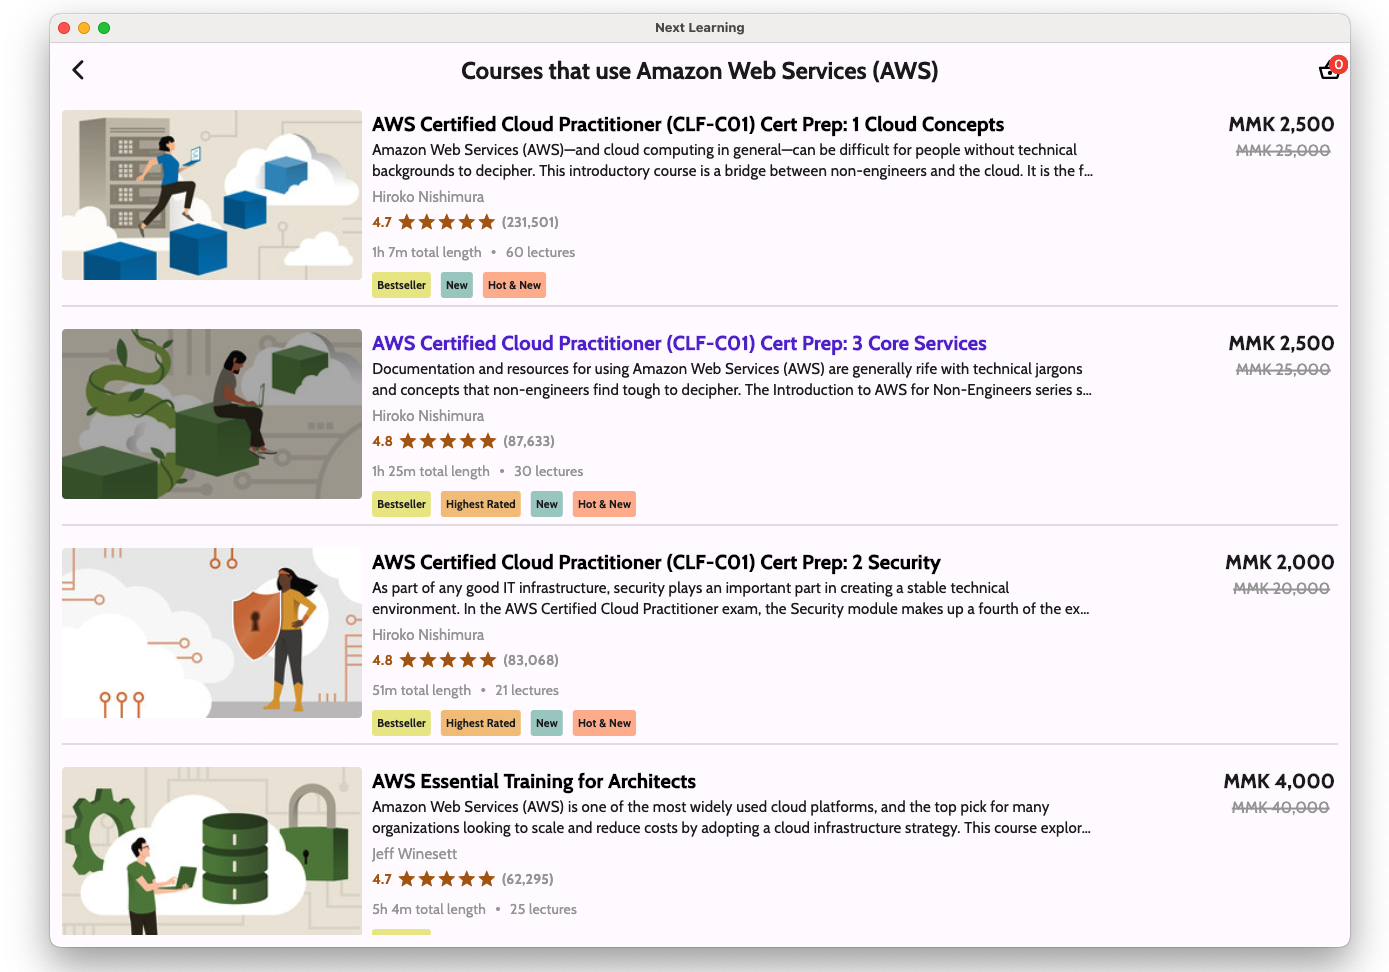 Next Learning
Courses that use Amazon Web Services (AWS)
0
AWS Certified Cloud Practitioner (CLF-C01) Cert Prep: 1 Cloud Concepts
MMK 2,500
Amazon Web Services (AWS)—and cloud computing in general—can be difficult for people without technical
MMK 25,000
backgrounds to decipher. This introductory course is a bridge between non-engineers and the cloud. It is the f...
Hiroko Nishimura
4.7 ★★★★★ (231,501)
1h 7m total length • 60 lectures
Bestseller New Hot & New
AWS Certified Cloud Practitioner (CLF-C01) Cert Prep: 3 Core Services
MMK 2,500
Documentation and resources for using Amazon Web Services (AWS) are generally rife with technical jargons
MMK 25,000
and concepts that non-engineers find tough to decipher. The Introduction to AWS for Non-Engineers series s...
Hiroko Nishimura
4.8 ★★★★★ (87,633)
1h 25m total length • 30 lectures
Bestseller Highest Rated New Hot & New
AWS Certified Cloud Practitioner (CLF-C01) Cert Prep: 2 Security
MMK 2,000
As part of any good IT infrastructure, security plays an important part in creating a stable technical
MMK 20,000
environment. In the AWS Certified Cloud Practitioner exam, the Security module makes up a fourth of the ex...
Hiroko Nishimura
4.8 ★★★★★ (83,068)
51m total length • 21 lectures
Bestseller Highest Rated New Hot & New
AWS Essential Training for Architects
MMK 4,000
Amazon Web Services (AWS) is one of the most widely used cloud platforms, and the top pick for many
MMK 40,000
organizations looking to scale and reduce costs by adopting a cloud infrastructure strategy. This course explor...
Jeff Winesett
4.7 ★★★★★ (62,295)
5h 4m total length • 25 lectures